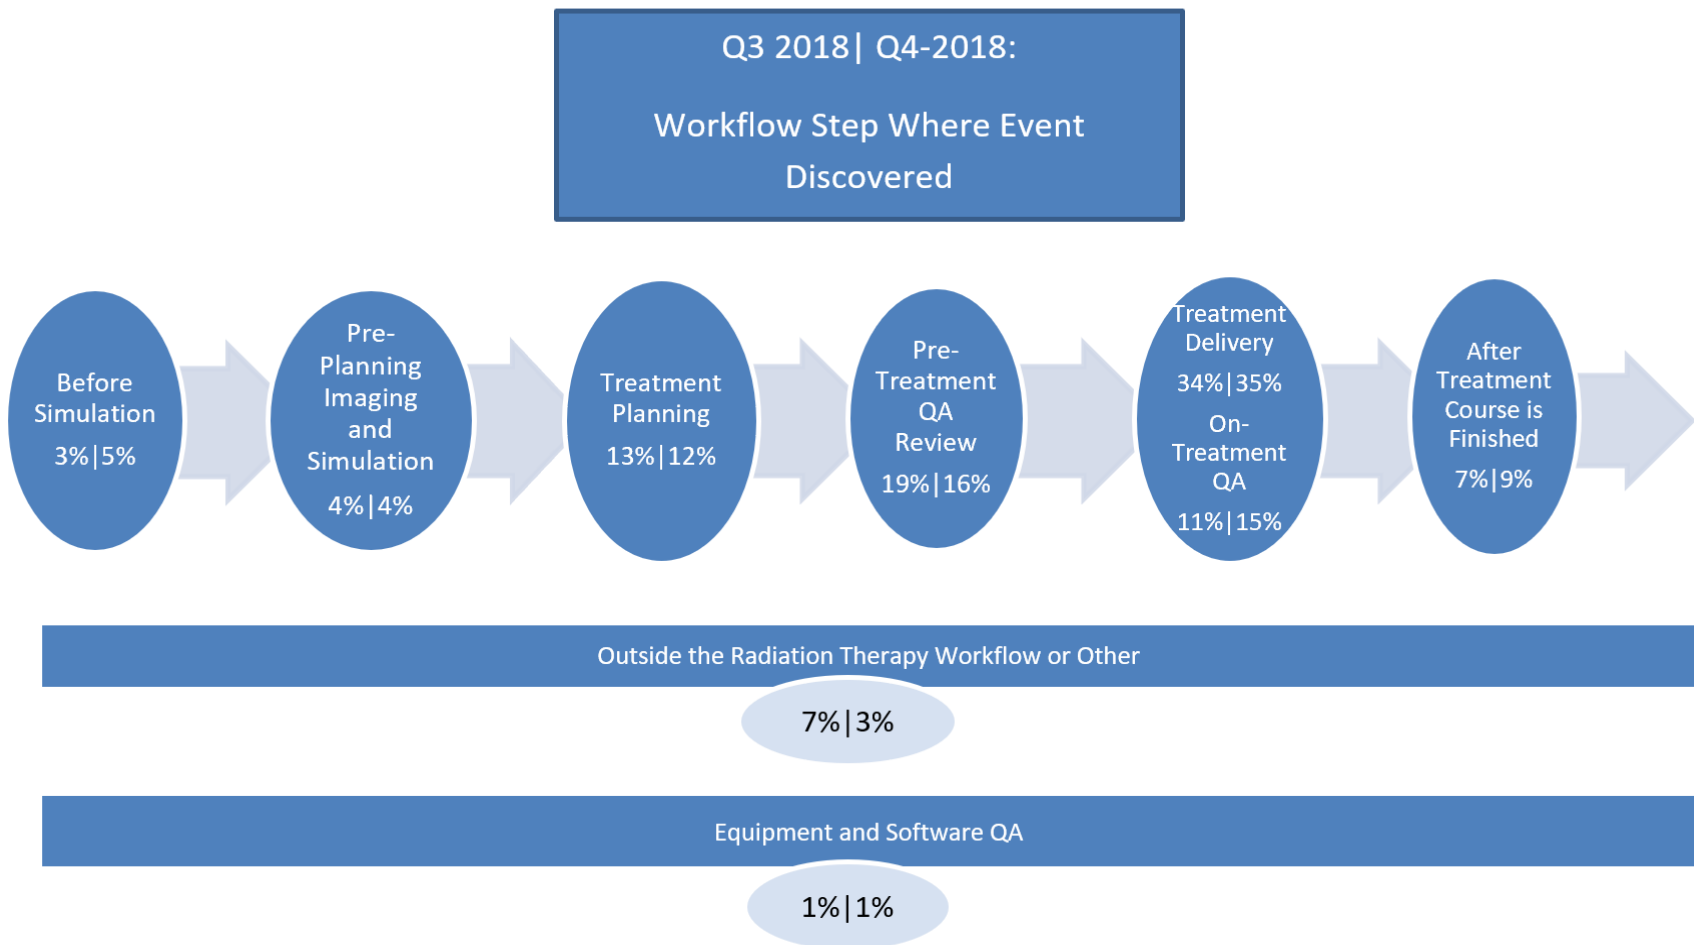 Q3 2018| Q4-2018:
Workflow Step Where Event
Discovered
Before
Simulation
3%|5%
Pre-
Planning
Imaging
and
Simulation
4%|4%
Treatment
Planning
13%|12%
Pre-
Treatment
QA
Review
19%|16%
Treatment
Delivery
34%|35%
On-
Treatment
QA
11%|15%
After
Treatment
Course is
Finished
7%|9%
Outside the Radiation Therapy Workflow or Other
7%|3%
Equipment and Software QA
1%|1%